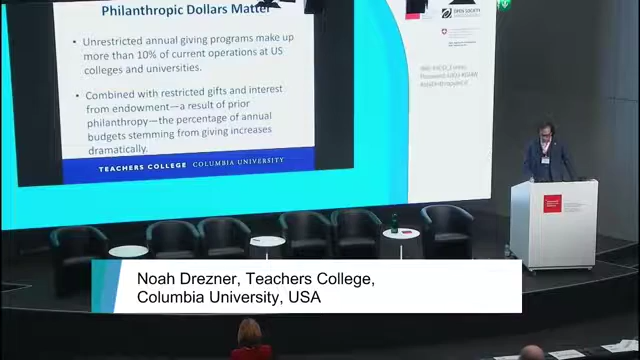 Philanthropic Dollars Matter
• Unrestricted annual giving programs make up
more than 10% of current operations at US
colleges and universities.
• Combined with restricted gifts and interest
from endowment—a result of prior
philanthropy—the percentage of annual
budgets stemming from giving increases
dramatically.
TEACHERS COLLEGE COLUMBIA UNIVERSITY
OPEN SOCIETY
Noah Drezner, Teachers College,
Columbia University, USA